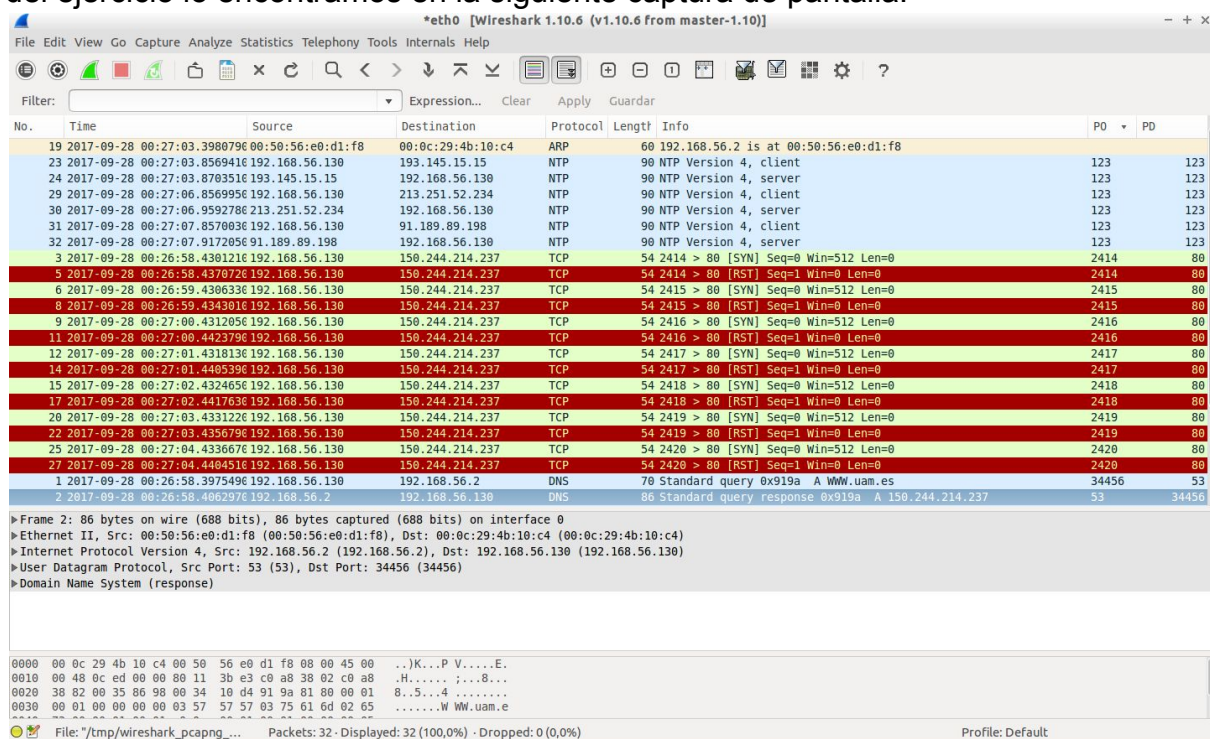 del ejercicio lo encontramos en la siguiente captura de pantalla:
*eth0 [Wireshark 1.10.6 (v1.10.6 from master-1.10)]
File Edit View Go Capture Analyze Statistics Telephony Tools Internals Help
Filter: Expression... Clear Apply Guardar
No. Time Source Destination Protocol Length Info PO PD
19 2017-09-28 00:27:03.3980790 00:50:56:e0:d1:f8 00:0c:29:4b:10:c4 ARP 60 192.168.56.2 is at 00:50:56:e0:d1:f8
23 2017-09-28 00:27:03.8569410 192.168.56.130 193.145.15.15 NTP 90 NTP Version 4, client 123 123
24 2017-09-28 00:27:03.8703510 193.145.15.15 192.168.56.130 NTP 90 NTP Version 4, server 123 123
29 2017-09-28 00:27:06.8569950 192.168.56.130 213.251.52.234 NTP 90 NTP Version 4, client 123 123
30 2017-09-28 00:27:06.9592780 213.251.52.234 192.168.56.130 NTP 90 NTP Version 4, server 123 123
31 2017-09-28 00:27:07.8570030 192.168.56.130 91.189.89.198 NTP 90 NTP Version 4, client 123 123
32 2017-09-28 00:27:07.9172050 91.189.89.198 192.168.56.130 NTP 90 NTP Version 4, server 123 123
3 2017-09-28 00:26:58.4301210 192.168.56.130 150.244.214.237 TCP 54 2414 > 80 [SYN] Seq=0 Win=512 Len=0 2414 80
5 2017-09-28 00:26:58.4370720 192.168.56.130 150.244.214.237 TCP 54 2414 > 80 [RST] Seq=1 Win=0 Len=0 2414 80
6 2017-09-28 00:26:59.4306330 192.168.56.130 150.244.214.237 TCP 54 2415 > 80 [SYN] Seq=0 Win=512 Len=0 2415 80
8 2017-09-28 00:26:59.4343010 192.168.56.130 150.244.214.237 TCP 54 2415 > 80 [RST] Seq=1 Win=0 Len=0 2415 80
9 2017-09-28 00:27:00.4312050 192.168.56.130 150.244.214.237 TCP 54 2416 > 80 [SYN] Seq=0 Win=512 Len=0 2416 80
11 2017-09-28 00:27:00.4423790 192.168.56.130 150.244.214.237 TCP 54 2416 > 80 [RST] Seq=1 Win=0 Len=0 2416 80
12 2017-09-28 00:27:01.4318130 192.168.56.130 150.244.214.237 TCP 54 2417 > 80 [SYN] Seq=0 Win=512 Len=0 2417 80
14 2017-09-28 00:27:01.4405390 192.168.56.130 150.244.214.237 TCP 54 2417 > 80 [RST] Seq=1 Win=0 Len=0 2417 80
15 2017-09-28 00:27:02.4324650 192.168.56.130 150.244.214.237 TCP 54 2418 > 80 [SYN] Seq=0 Win=512 Len=0 2418 80
17 2017-09-28 00:27:02.4417630 192.168.56.130 150.244.214.237 TCP 54 2418 > 80 [RST] Seq=1 Win=0 Len=0 2418 80
20 2017-09-28 00:27:03.4331220 192.168.56.130 150.244.214.237 TCP 54 2419 > 80 [SYN] Seq=0 Win=512 Len=0 2419 80
22 2017-09-28 00:27:03.4356790 192.168.56.130 150.244.214.237 TCP 54 2419 > 80 [RST] Seq=1 Win=0 Len=0 2419 80
25 2017-09-28 00:27:04.4336670 192.168.56.130 150.244.214.237 TCP 54 2420 > 80 [SYN] Seq=0 Win=512 Len=0 2420 80
27 2017-09-28 00:27:04.4404510 192.168.56.130 150.244.214.237 TCP 54 2420 > 80 [RST] Seq=1 Win=0 Len=0 2420 80
1 2017-09-28 00:26:58.3975490 192.168.56.130 192.168.56.2 DNS 70 Standard query 0x919a A WWW.uam.es 34456 53
2 2017-09-28 00:26:58.4062970 192.168.56.2 192.168.56.130 DNS 86 Standard query response 0x919a A 150.244.214.237 53 34456
Frame 2: 86 bytes on wire (688 bits), 86 bytes captured (688 bits) on interface 0
Ethernet II, Src: 00:50:56:e0:d1:f8 (00:50:56:e0:d1:f8), Dst: 00:0c:29:4b:10:c4 (00:0c:29:4b:10:c4)
Internet Protocol Version 4, Src: 192.168.56.2 (192.168.56.2), Dst: 192.168.56.130 (192.168.56.130)
User Datagram Protocol, Src Port: 53 (53), Dst Port: 34456 (34456)
Domain Name System (response)
0000 00 0c 29 4b 10 c4 00 50 56 e0 d1 f8 08 00 45 00 ..)K...P V.....E.
0010 00 48 0c ed 00 00 80 11 3b e3 c0 a8 38 02 c0 a8 .H...... ;...8...
0020 38 82 00 35 86 98 00 34 10 d4 91 9a 81 80 00 01 8..5...4 ........
0030 00 01 00 00 00 00 03 57 57 57 03 75 61 6d 02 65 .......W WW.uam.e
File: "/tmp/wireshark_pcapng_... Packets: 32 · Displayed: 32 (100,0%) · Dropped: 0 (0,0%) Profile: Default